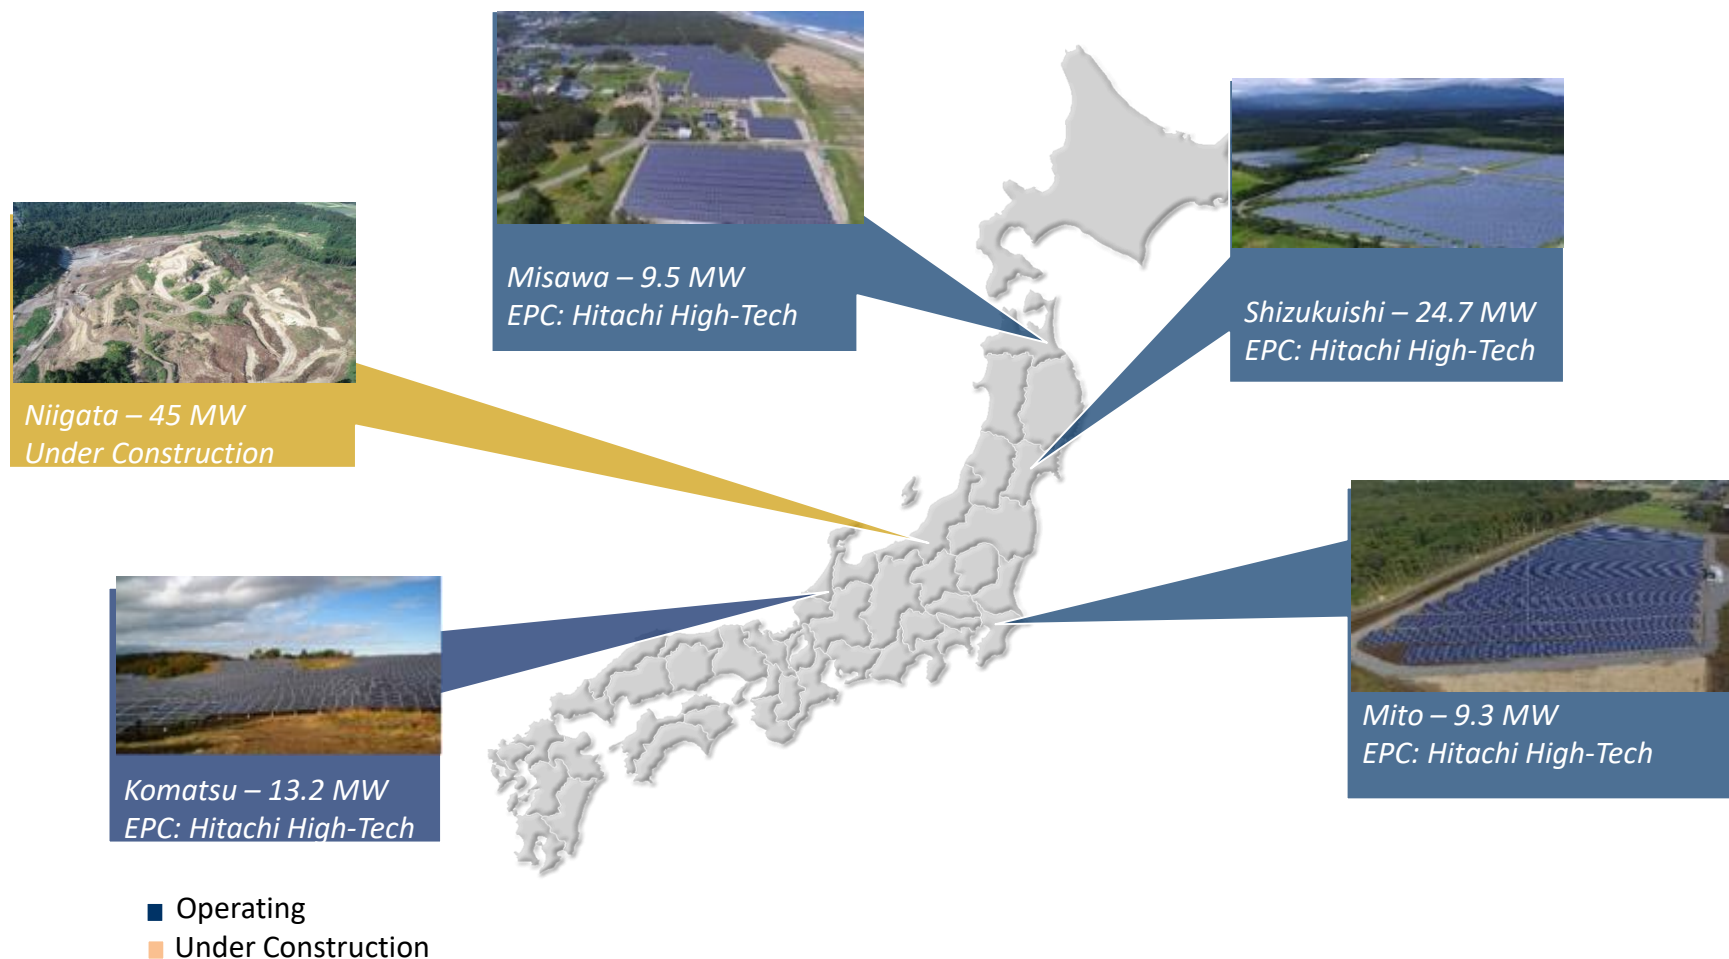 Misawa – 9.5 MW
EPC: Hitachi High-Tech
Shizukuishi – 24.7 MW
EPC: Hitachi High-Tech
Niigata – 45 MW
Under Construction
Mito – 9.3 MW
EPC: Hitachi High-Tech
Komatsu – 13.2 MW
EPC: Hitachi High-Tech
Operating
Under Construction